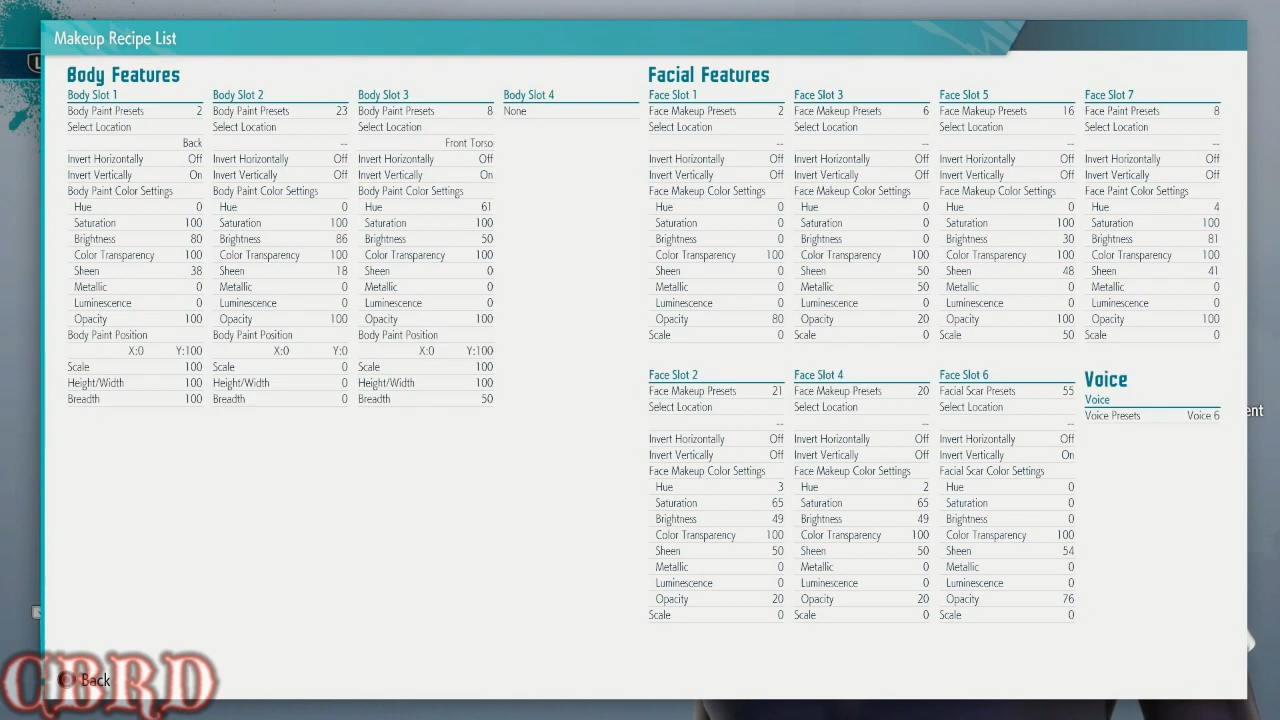 Makeup Recipe List
Body Features
Body Slot 1
Body Paint Presets 2
Select Location
Back
Invert Horizontally Off
Invert Vertically On
Body Paint Color Settings
Hue 0
Saturation 100
Brightness 80
Color Transparency 100
Sheen 38
Metallic 0
Luminescence 0
Opacity 100
Body Paint Position
X:0 Y:100
Scale 100
Height/Width 100
Breadth 100
Body Slot 2
Body Paint Presets 23
Select Location
--
Invert Horizontally Off
Invert Vertically Off
Body Paint Color Settings
Hue 0
Saturation 100
Brightness 86
Color Transparency 100
Sheen 18
Metallic 0
Luminescence 0
Opacity 100
Body Paint Position
X:0 Y:0
Scale 0
Height/Width 0
Breadth 0
Body Slot 3
Body Paint Presets 8
Select Location
Front Torso
Invert Horizontally Off
Invert Vertically On
Body Paint Color Settings
Hue 61
Saturation 100
Brightness 50
Color Transparency 100
Sheen 0
Metallic 0
Luminescence 0
Opacity 100
Body Paint Position
X:0 Y:100
Scale 100
Height/Width 100
Breadth 50
Body Slot 4
None
Facial Features
Face Slot 1
Face Makeup Presets 2
Select Location
--
Invert Horizontally Off
Invert Vertically Off
Face Makeup Color Settings
Hue 0
Saturation 0
Brightness 0
Color Transparency 100
Sheen 0
Metallic 0
Luminescence 0
Opacity 80
Scale 0
Face Slot 3
Face Makeup Presets 6
Select Location
--
Invert Horizontally Off
Invert Vertically Off
Face Makeup Color Settings
Hue 0
Saturation 0
Brightness 0
Color Transparency 100
Sheen 50
Metallic 50
Luminescence 0
Opacity 20
Scale 0
Face Slot 5
Face Makeup Presets 16
Select Location
--
Invert Horizontally Off
Invert Vertically Off
Face Makeup Color Settings
Hue 0
Saturation 100
Brightness 30
Color Transparency 100
Sheen 48
Metallic 0
Luminescence 0
Opacity 100
Scale 50
Face Slot 7
Face Paint Presets 8
Select Location
--
Invert Horizontally Off
Invert Vertically Off
Face Paint Color Settings
Hue 4
Saturation 100
Brightness 81
Color Transparency 100
Sheen 41
Metallic 0
Luminescence 0
Opacity 100
Scale 0
Face Slot 2
Face Makeup Presets 21
Select Location
--
Invert Horizontally Off
Invert Vertically Off
Face Makeup Color Settings
Hue 3
Saturation 65
Brightness 49
Color Transparency 100
Sheen 50
Metallic 0
Luminescence 0
Opacity 20
Scale 0
Face Slot 4
Face Makeup Presets 20
Select Location
--
Invert Horizontally Off
Invert Vertically Off
Face Makeup Color Settings
Hue 2
Saturation 65
Brightness 49
Color Transparency 100
Sheen 50
Metallic 0
Luminescence 0
Opacity 20
Scale 0
Face Slot 6
Facial Scar Presets 55
Select Location
--
Invert Horizontally Off
Invert Vertically On
Facial Scar Color Settings
Hue 0
Saturation 0
Brightness 0
Color Transparency 100
Sheen 54
Metallic 0
Luminescence 0
Opacity 76
Scale 0
Voice
Voice
Voice Presets Voice 6
ent
Back
CBRD